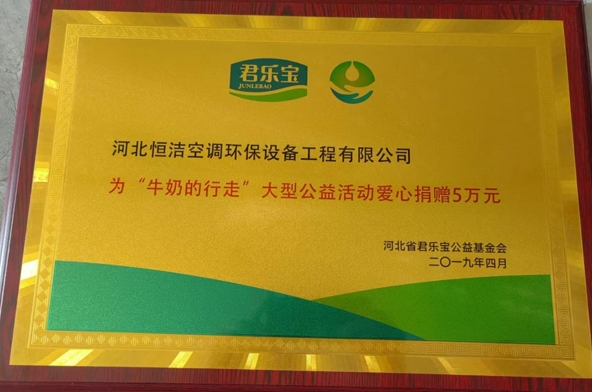 君乐宝
JUNLEBAO
河北恒洁空调环保设备工程有限公司
为“牛奶的行走”大型公益活动爱心捐赠5万元
河北省君乐宝公益基金会
二〇一九年四月